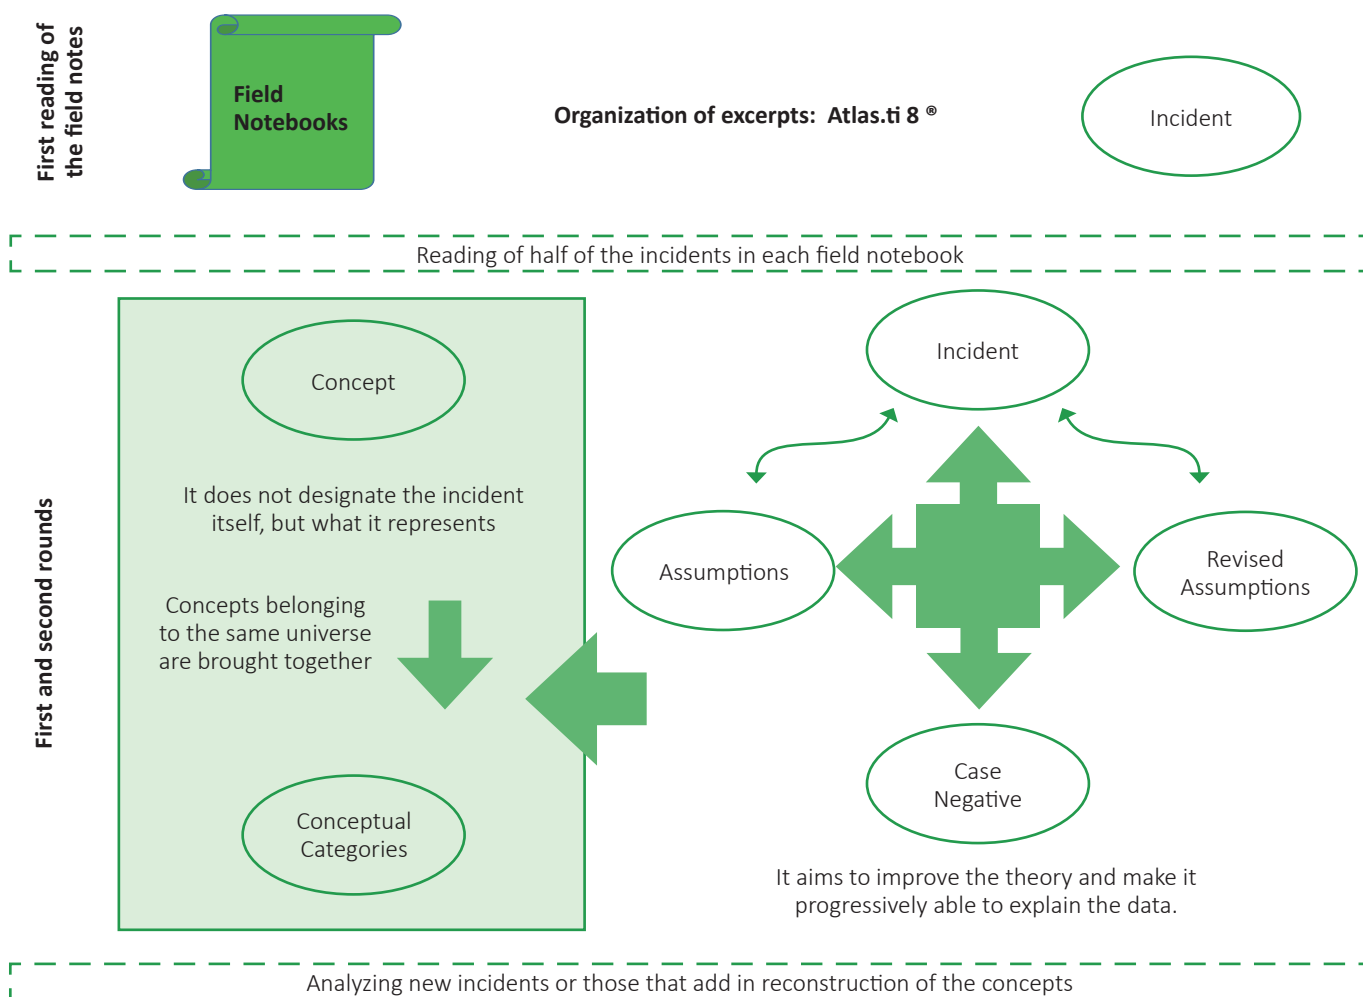 First reading of
the field notes
Field
Notebooks
Organization of excerpts: Atlas.ti 8 ®
Incident
Reading of half of the incidents in each field notebook
First and second rounds
Concept
It does not designate the incident
itself, but what it represents
Concepts belonging
to the same universe
are brought together
Conceptual
Categories
Incident
Assumptions
Revised
Assumptions
Case
Negative
It aims to improve the theory and make it
progressively able to explain the data.
Analyzing new incidents or those that add in reconstruction of the concepts